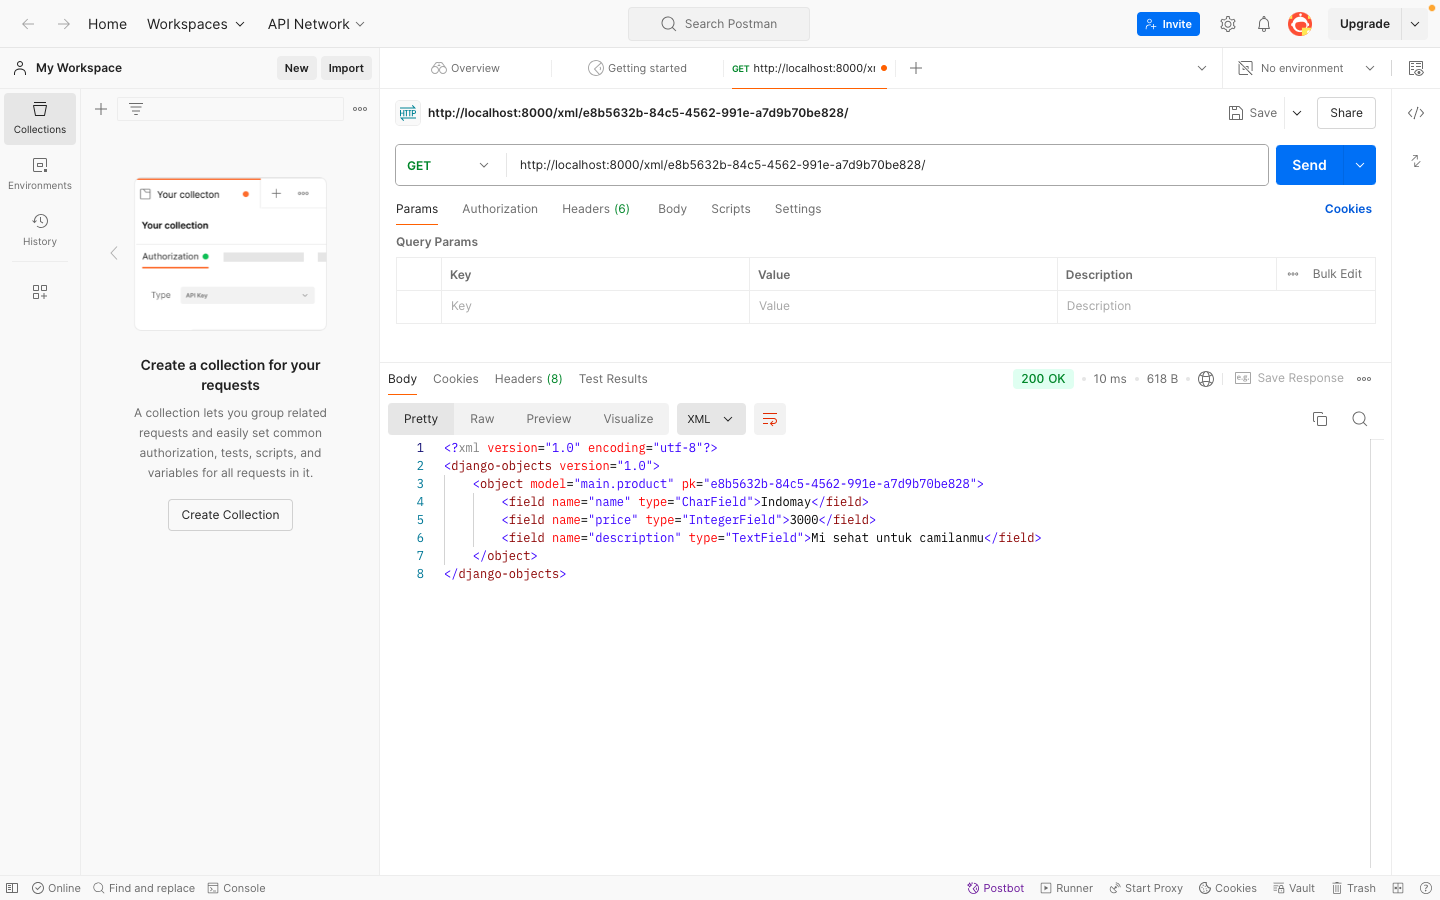 Home
Workspaces
API Network
Search Postman
Invite
Upgrade
My Workspace
New
Import
Overview
Getting started
GET http://localhost:8000/xr
No environment
Collections
Environments
History
Your collecton
Your collection
Authorization
Type
API Key
Create a collection for your
requests
A collection lets you group related
requests and easily set common
authorization, tests, scripts, and
variables for all requests in it.
Create Collection
HTTP
http://localhost:8000/xml/e8b5632b-84c5-4562-991e-a7d9b70be828/
Save
Share
GET
http://localhost:8000/xml/e8b5632b-84c5-4562-991e-a7d9b70be828/
Send
Params
Authorization
Headers (6)
Body
Scripts
Settings
Cookies
Query Params
Key
Value
Description
Bulk Edit
Key
Value
Description
Body
Cookies
Headers (8)
Test Results
200 OK
10 ms
618 B
e.g.
Save Response
Pretty
Raw
Preview
Visualize
XML
1 <?xml version="1.0" encoding="utf-8"?>
2 <django-objects version="1.0">
3 <object model="main.product" pk="e8b5632b-84c5-4562-991e-a7d9b70be828">
4 <field name="name" type="CharField">Indomay</field>
5 <field name="price" type="IntegerField">3000</field>
6 <field name="description" type="TextField">Mi sehat untuk camilanmu</field>
7 </object>
8 </django-objects>
Online
Find and replace
Console
Postbot
Runner
Start Proxy
Cookies
Vault
Trash